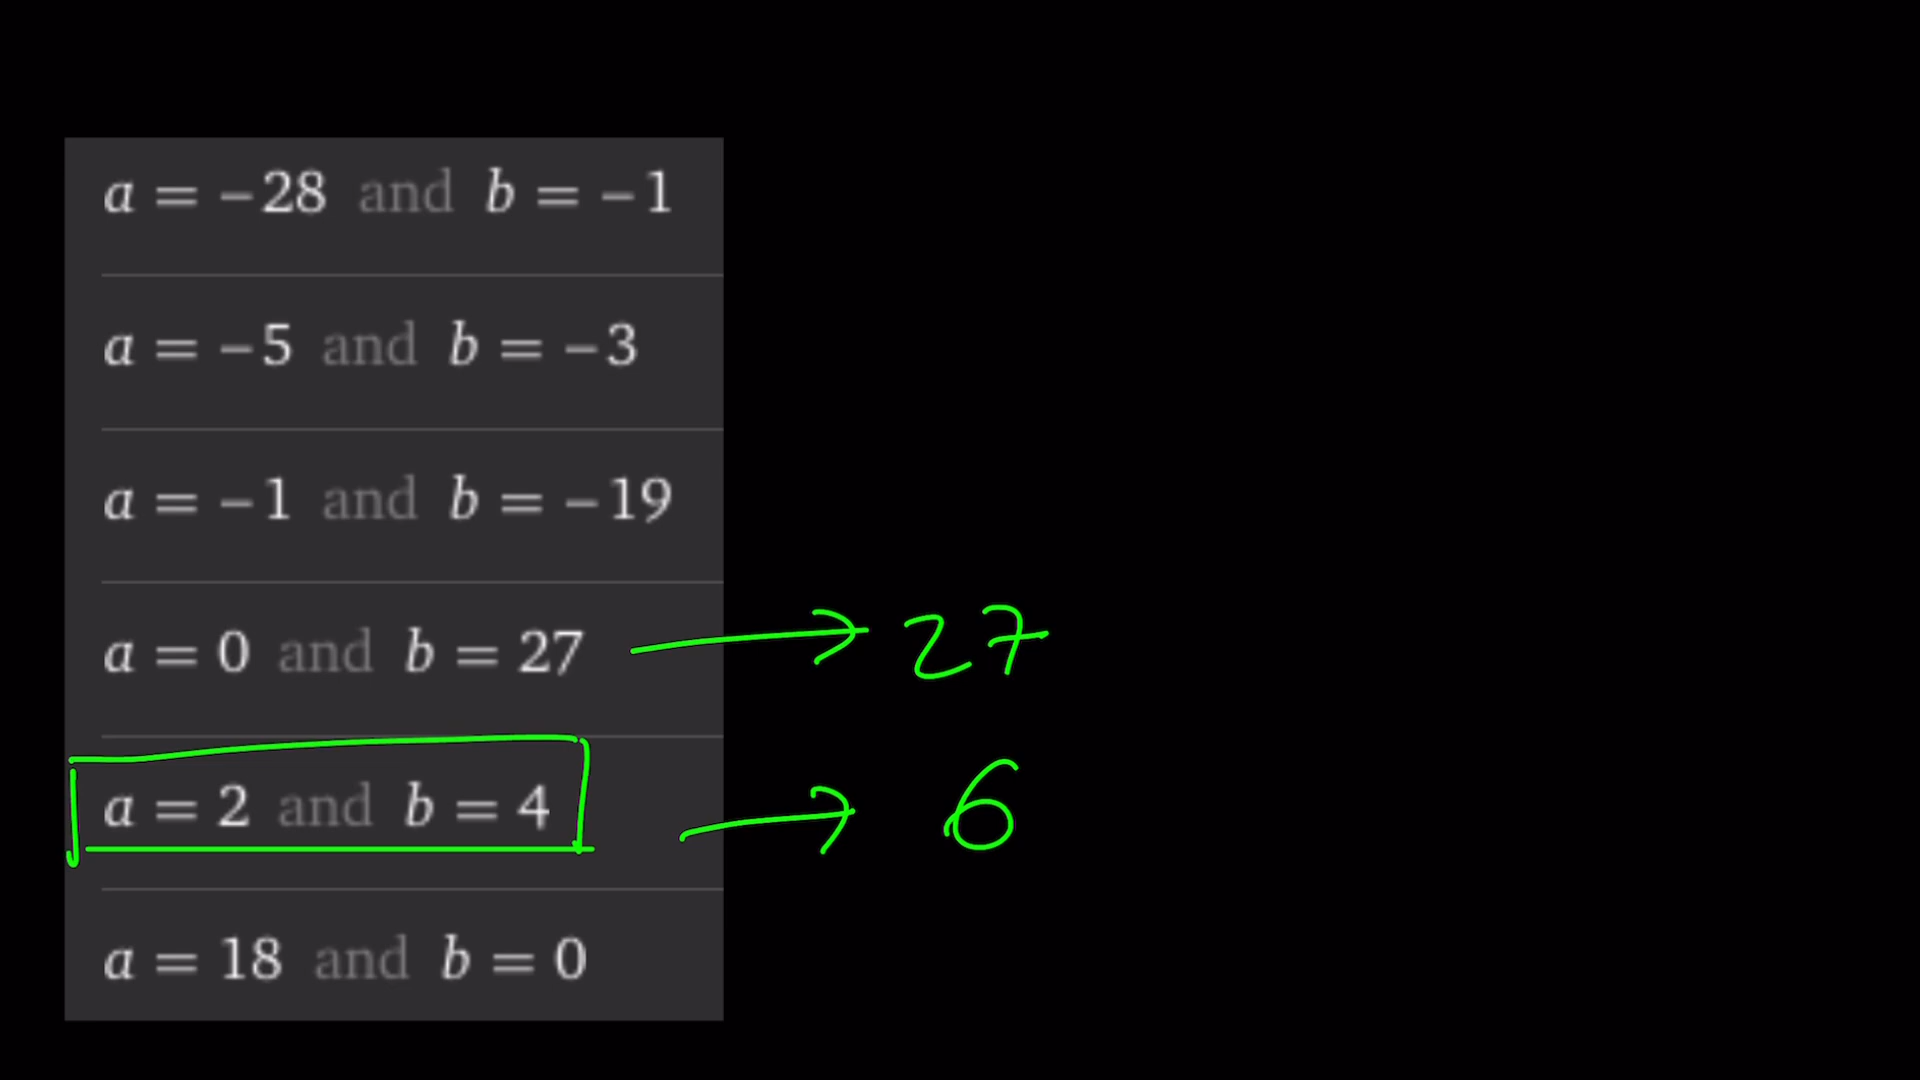 a = −28 and b = −1
a = −5 and b = −3
a = −1 and b = −19
a = 0 and b = 27 → 27
a = 2 and b = 4 → 6
a = 18 and b = 0